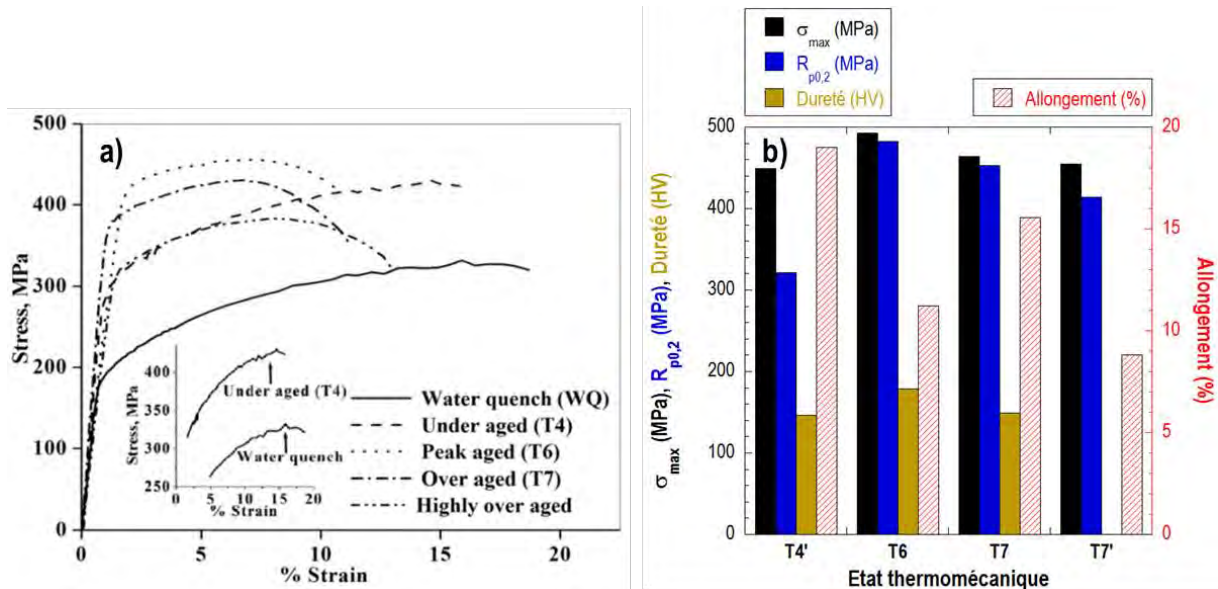 a)
Stress, MPa
500
400
300
200
100
0
0
5
10
15
20
% Strain
Water quench (WQ)
Under aged (T4)
Peak aged (T6)
Over aged (T7)
Highly over aged
Stress, MPa
400
350
300
250
0
5
10
15
20
% Strain
Under aged (T4)
Water quench
σmax (MPa)
Rp0,2 (MPa)
Dureté (HV)
Allongement (%)
b)
σmax (MPa), Rp0,2 (MPa), Dureté (HV)
500
400
300
200
100
0
20
15
10
5
0
Allongement (%)
T4' T6 T7 T7'
Etat thermomécanique